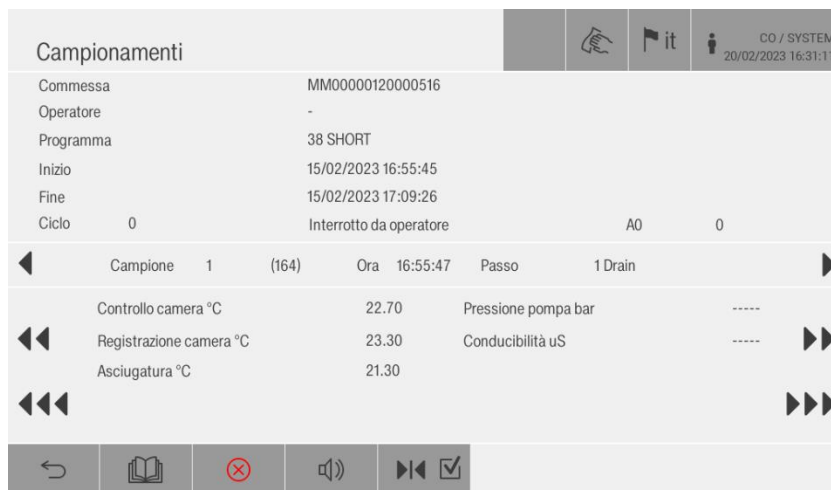 Campionamenti
it
CO / SYSTEM
20/02/2023 16:31:11
Commessa MM00000120000516
Operatore -
Programma 38 SHORT
Inizio 15/02/2023 16:55:45
Fine 15/02/2023 17:09:26
Ciclo 0 Interrotto da operatore A0 0
Campione 1 (164) Ora 16:55:47 Passo 1 Drain
Controllo camera °C 22.70 Pressione pompa bar -----
Registrazione camera °C 23.30 Conducibilità uS -----
Asciugatura °C 21.30